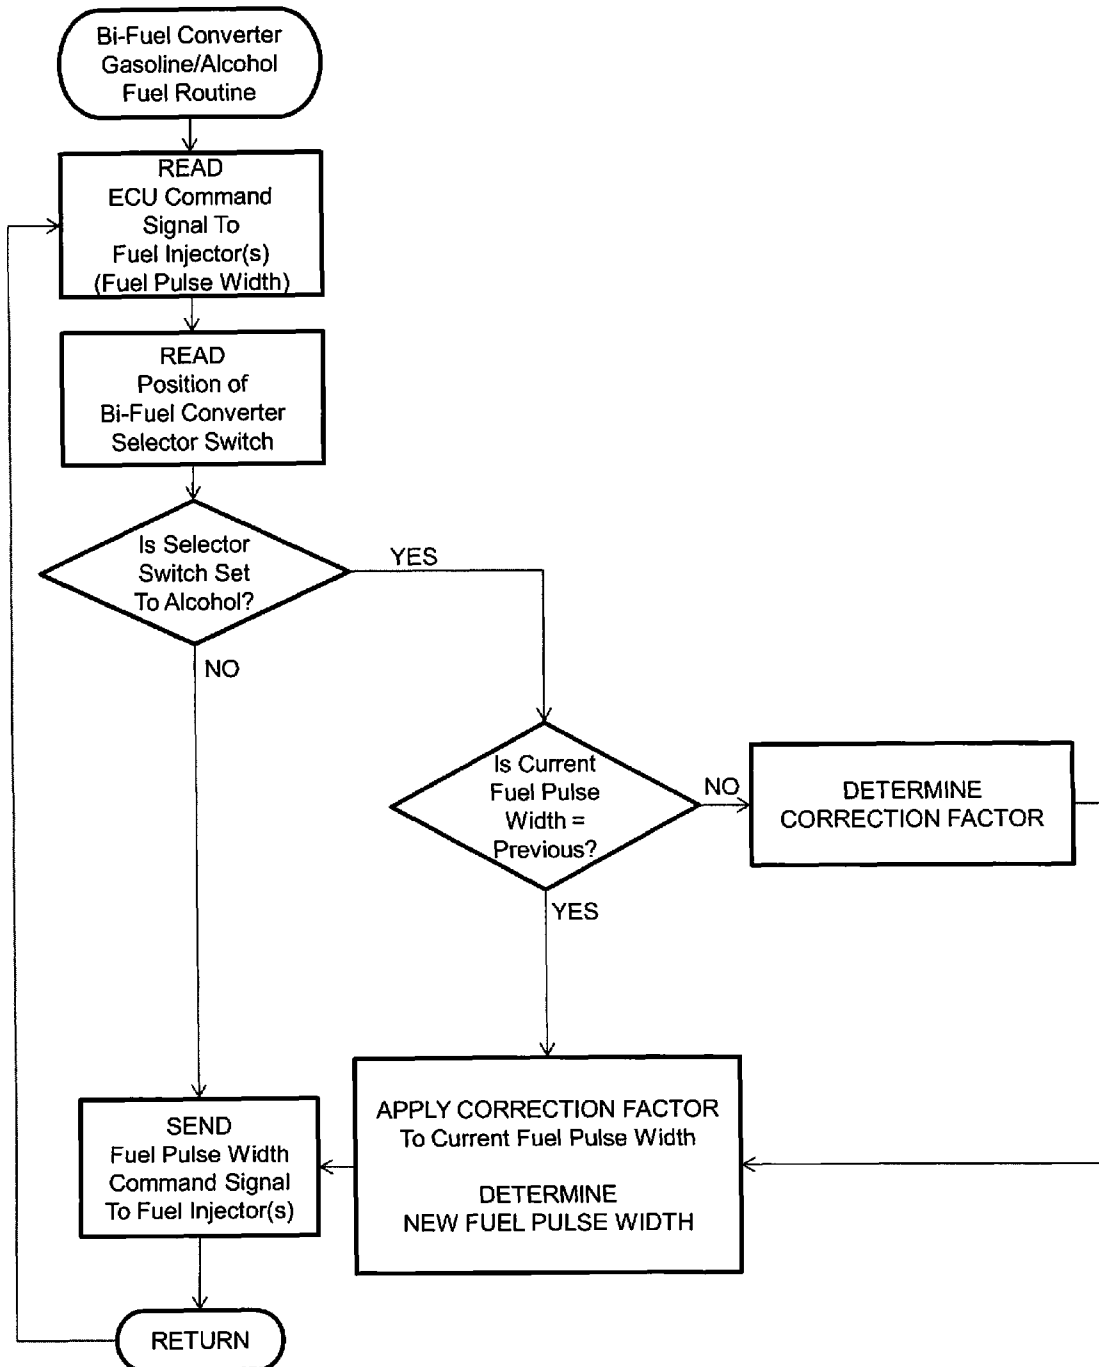 Bi-Fuel Converter
Gasoline/Alcohol
Fuel Routine
READ
ECU Command
Signal To
Fuel Injector(s)
(Fuel Pulse Width)
READ
Position of
Bi-Fuel Converter
Selector Switch
Is Selector
Switch Set
To Alcohol?
YES
NO
Is Current
Fuel Pulse
Width =
Previous?
NO
DETERMINE
CORRECTION FACTOR
YES
APPLY CORRECTION FACTOR
To Current Fuel Pulse Width
DETERMINE
NEW FUEL PULSE WIDTH
SEND
Fuel Pulse Width
Command Signal
To Fuel Injector(s)
RETURN